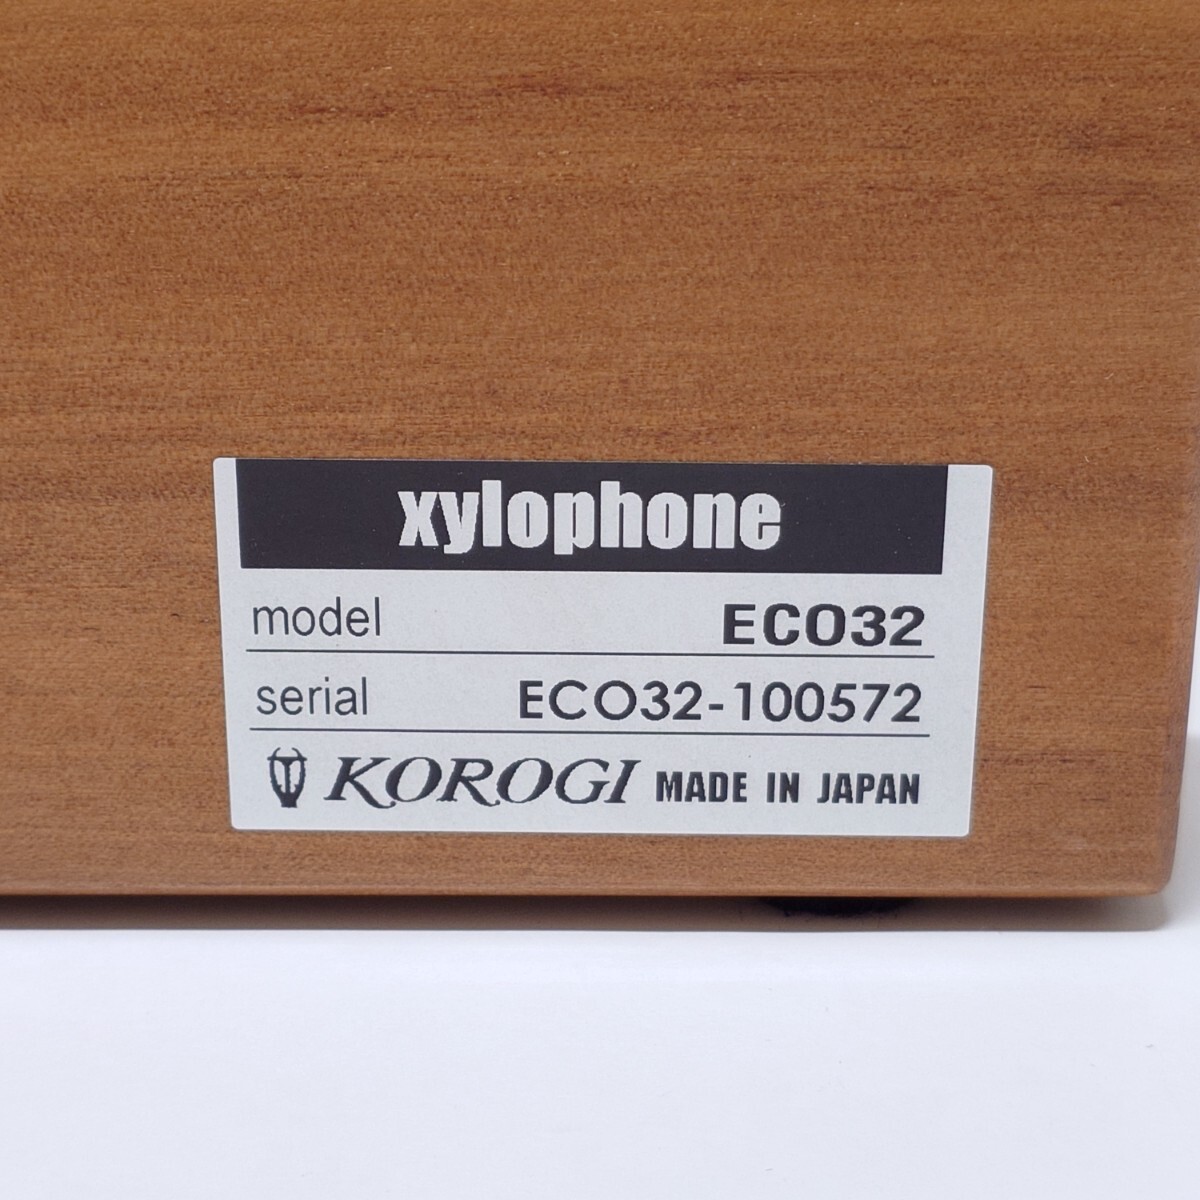 xylophone
model ECO32
serial ECO32-100572
KOROGI MADE IN JAPAN